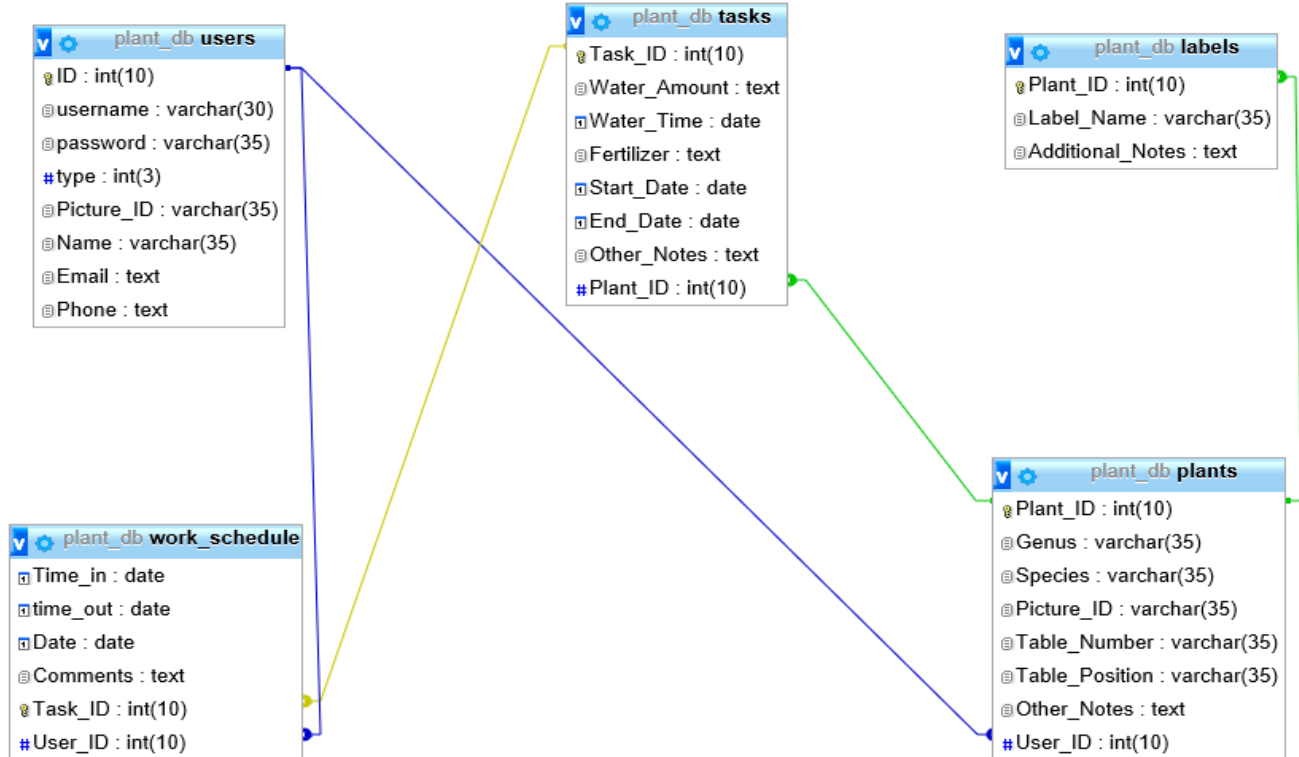 plant_db users
ID : int(10)
username : varchar(30)
password : varchar(35)
type : int(3)
Picture_ID : varchar(35)
Name : varchar(35)
Email : text
Phone : text
plant_db tasks
Task_ID : int(10)
Water_Amount : text
Water_Time : date
Fertilizer : text
Start_Date : date
End_Date : date
Other_Notes : text
Plant_ID : int(10)
plant_db labels
Plant_ID : int(10)
Label_Name : varchar(35)
Additional_Notes : text
plant_db work_schedule
Time_in : date
time_out : date
Date : date
Comments : text
Task_ID : int(10)
User_ID : int(10)
plant_db plants
Plant_ID : int(10)
Genus : varchar(35)
Species : varchar(35)
Picture_ID : varchar(35)
Table_Number : varchar(35)
Table_Position : varchar(35)
Other_Notes : text
User_ID : int(10)